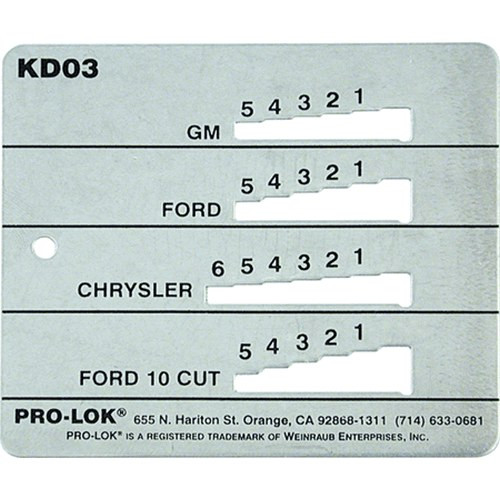 KD03
5 4 3 2 1
GM
5 4 3 2 1
FORD
6 5 4 3 2 1
CHRYSLER
5 4 3 2 1
FORD 10 CUT
PRO-LOK® 655 N. Hariton St. Orange, CA 92868-1311 (714) 633-0681
PRO-LOK® IS A REGISTERED TRADEMARK OF WEINRAUB ENTERPRISES, INC.